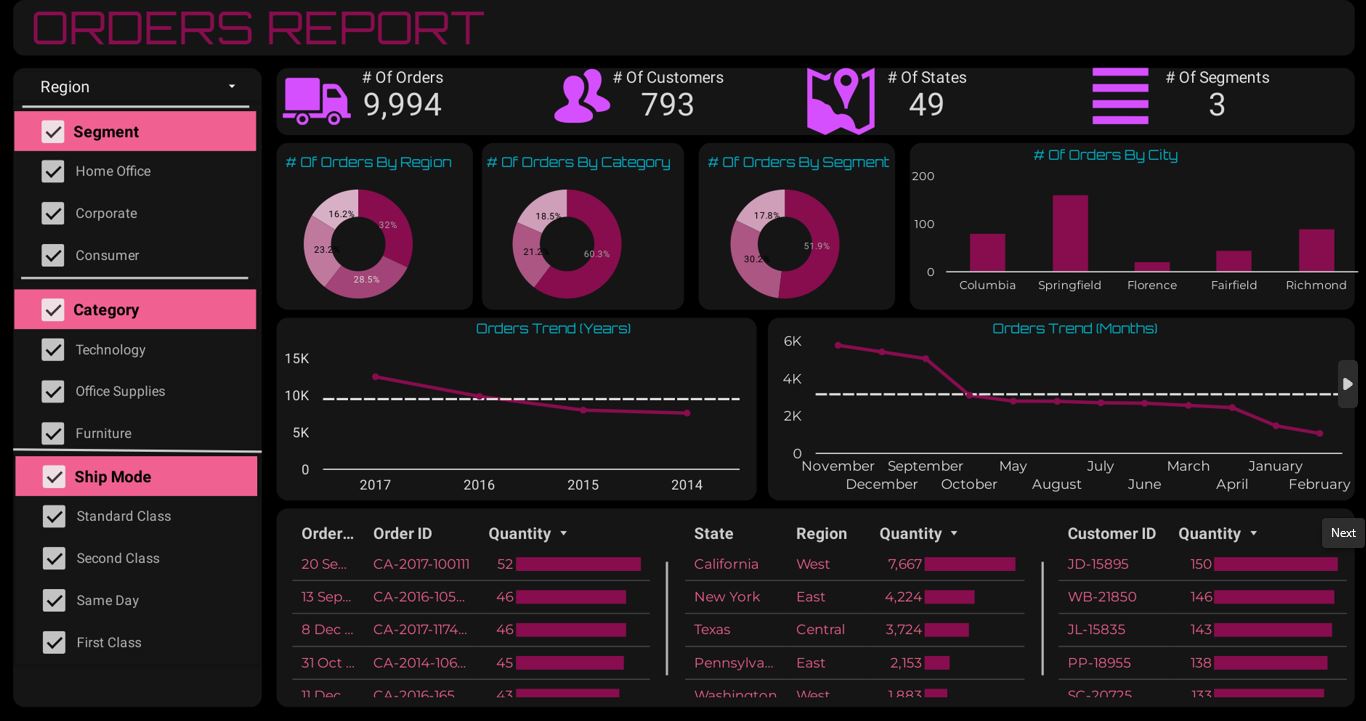 ORDERS REPORT
Region
Segment
Home Office
Corporate
Consumer
Category
Technology
Office Supplies
Furniture
Ship Mode
Standard Class
Second Class
Same Day
First Class
# Of Orders
9,994
# Of Customers
793
# Of States
49
# Of Segments
3
# Of Orders By Region
16.2%
32%
23.2%
28.5%
# Of Orders By Category
18.5%
21.2%
60.3%
# Of Orders By Segment
17.8%
51.9%
30.2%
# Of Orders By City
200
100
0
Columbia Springfield Florence Fairfield Richmond
Orders Trend (Years)
15K
10K
5K
0
2017 2016 2015 2014
Orders Trend (Months)
6K
4K
2K
0
November September May July March January
December October August June April February
Order... Order ID Quantity
20 Se... CA-2017-100111 52
13 Sep... CA-2016-105... 46
8 Dec ... CA-2017-1174... 46
31 Oct ... CA-2014-106... 45
11 Dec CA-2016-165 43
State Region Quantity
California West 7,667
New York East 4,224
Texas Central 3,724
Pennsylva... East 2,153
Washington West 1,883
Customer ID Quantity
JD-15895 150
WB-21850 146
JL-15835 143
PP-18955 138
SC-20725 133
Next